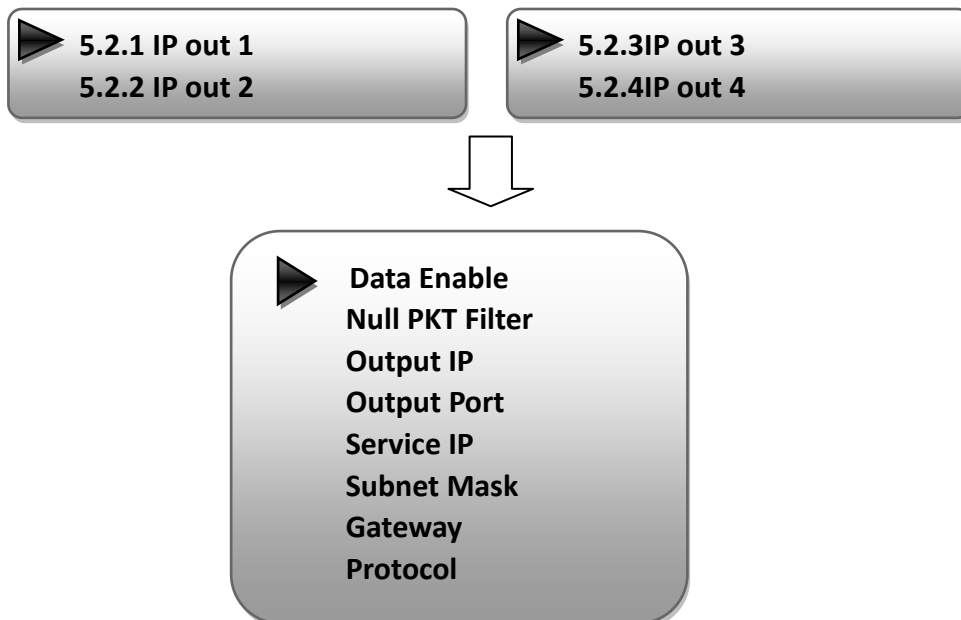 5.2.1 IP out 1
5.2.2 IP out 2
5.2.3IP out 3
5.2.4IP out 4
Data Enable
Null PKT Filter
Output IP
Output Port
Service IP
Subnet Mask
Gateway
Protocol